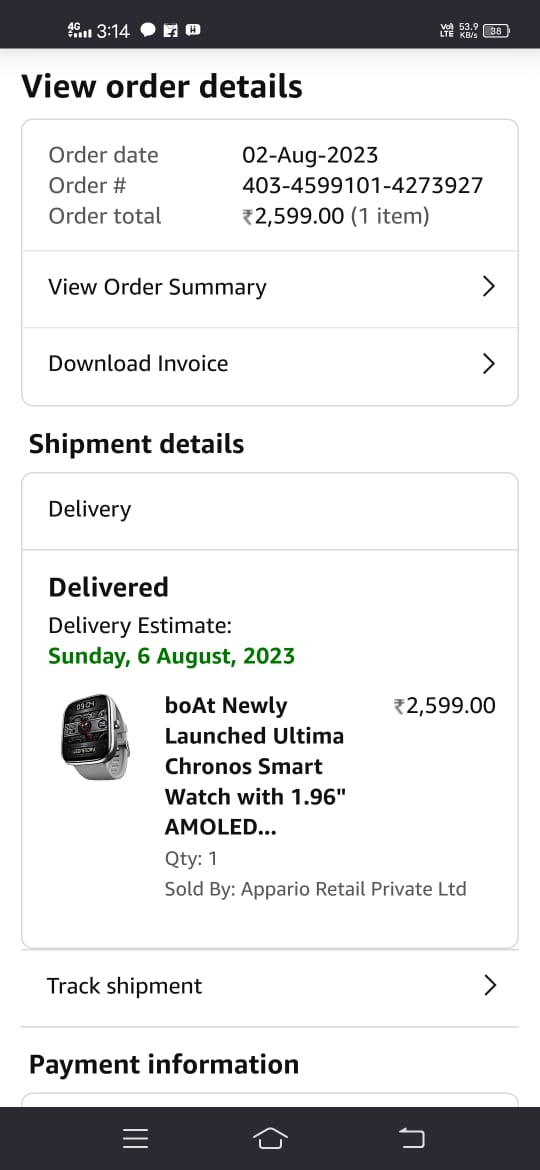 4G 3:14 Vo) LTE 53.9 KB/s 38
View order details
Order date 02-Aug-2023
Order # 403-4599101-4273927
Order total ₹2,599.00 (1 item)
View Order Summary
Download Invoice
Shipment details
Delivery
Delivered
Delivery Estimate:
Sunday, 6 August, 2023
boAt Newly ₹2,599.00
Launched Ultima
Chronos Smart
Watch with 1.96"
AMOLED...
Qty: 1
Sold By: Appario Retail Private Ltd
09:04
Track shipment
Payment information